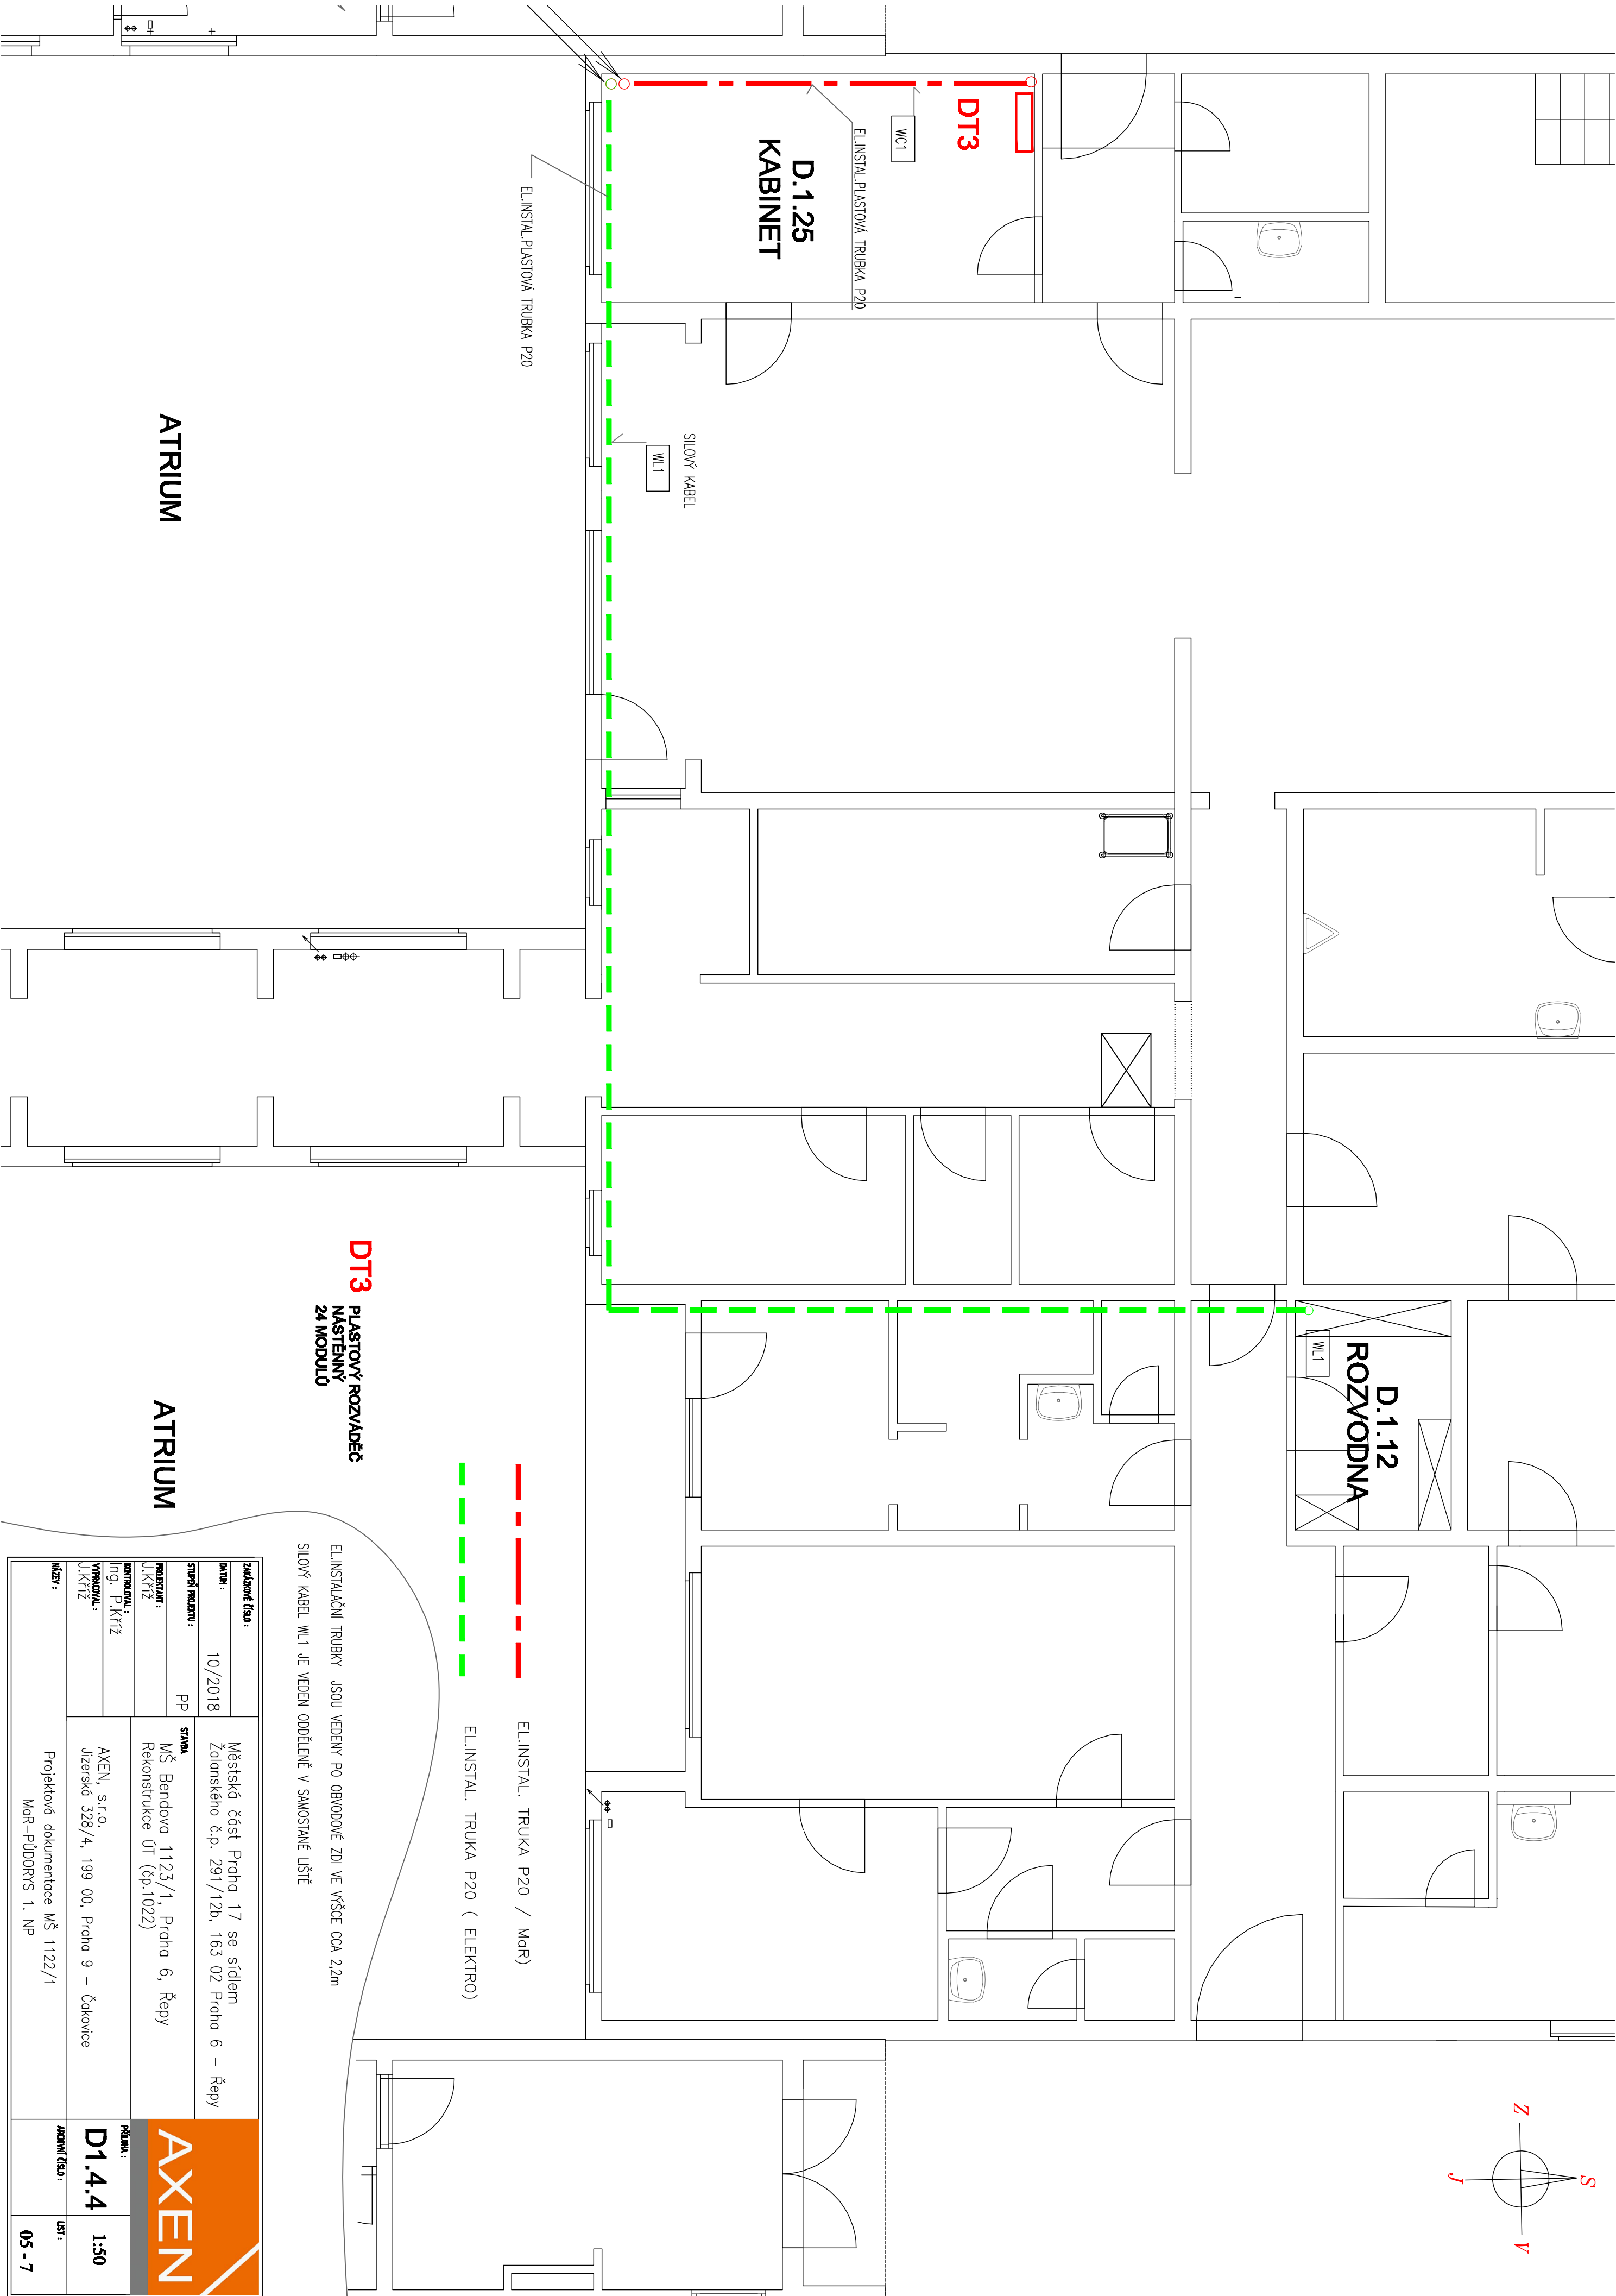 DT3
WC1
EL.INSTAL.PLASTOVÁ TRUBKA P20
D.1.25
KABINET
EL.INSTAL.PLASTOVÁ TRUBKA P20
SILOVÝ KABEL
WL1
ATRIUM
D.1.12
ROZVODNA
WL1
DT3
PLASTOVÝ ROZVÁDĚČ
NÁSTĚNNÝ
24 MODULŮ
ATRIUM
EL.INSTAL. TRUKA P20 / MaR)
EL.INSTAL. TRUKA P20 ( ELEKTRO)
EL.INSTALAČNÍ TRUBKY JSOU VEDENY PO OBVODOVÉ ZDI VE VÝŠCE CCA 2,2m
SILOVÝ KABEL WL1 JE VEDEN ODDĚLENĚ V SAMOSTANÉ LIŠTĚ
S
Z
V
J
ZAKÁZKOVÉ ČÍSLO :
Městská část Praha 17 se sídlem
Žalanského č.p. 291/12b, 163 02 Praha 6 – Řepy
DATUM :
10/2018
STUPEŇ PROJEKTU :
PP
STAVBA
MŠ Bendova 1123/1, Praha 6, Řepy
Rekonstrukce ÚT (čp.1022)
PROJEKTANT :
J.Kříž
KONTROLOVAL :
Ing. P.Kříž
VYPRACOVAL :
J.Kříž
AXEN, s.r.o.
Jizerská 328/4, 199 00, Praha 9 – Čakovice
NÁZEV :
Projektová dokumentace MŠ 1122/1
MaR–PŮDORYS 1. NP
AXEN
PŘÍLOHA :
D1.4.4
1:50
ARCHIVNÍ ČÍSLO :
LIST :
05 - 7